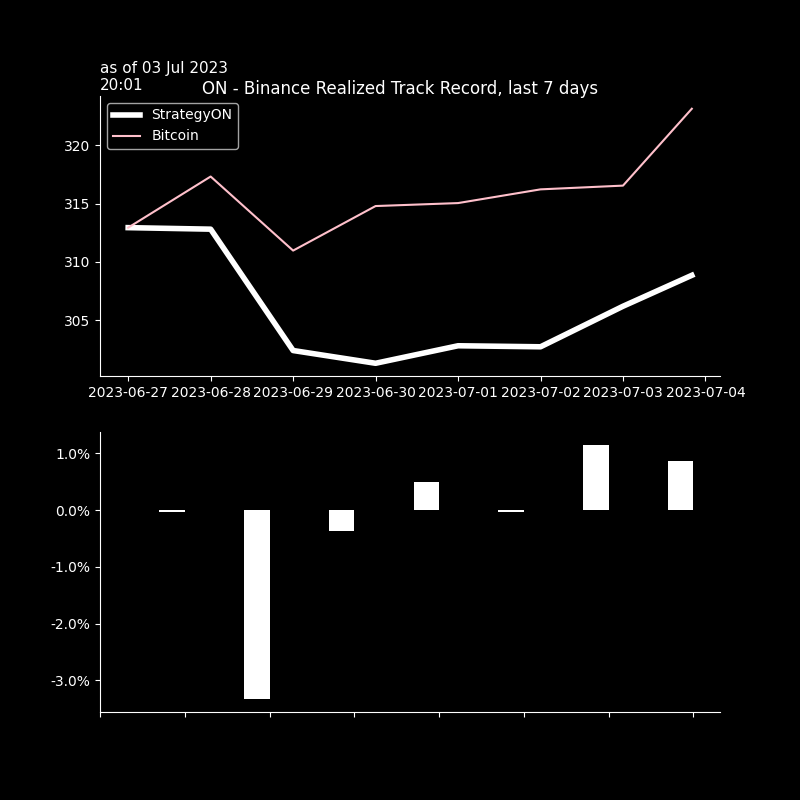 as of 03 Jul 2023
20:01
ON - Binance Realized Track Record, last 7 days
StrategyON
Bitcoin
320
315
310
305
2023-06-27 2023-06-28 2023-06-29 2023-06-30 2023-07-01 2023-07-02 2023-07-03 2023-07-04
1.0%
0.0%
-1.0%
-2.0%
-3.0%